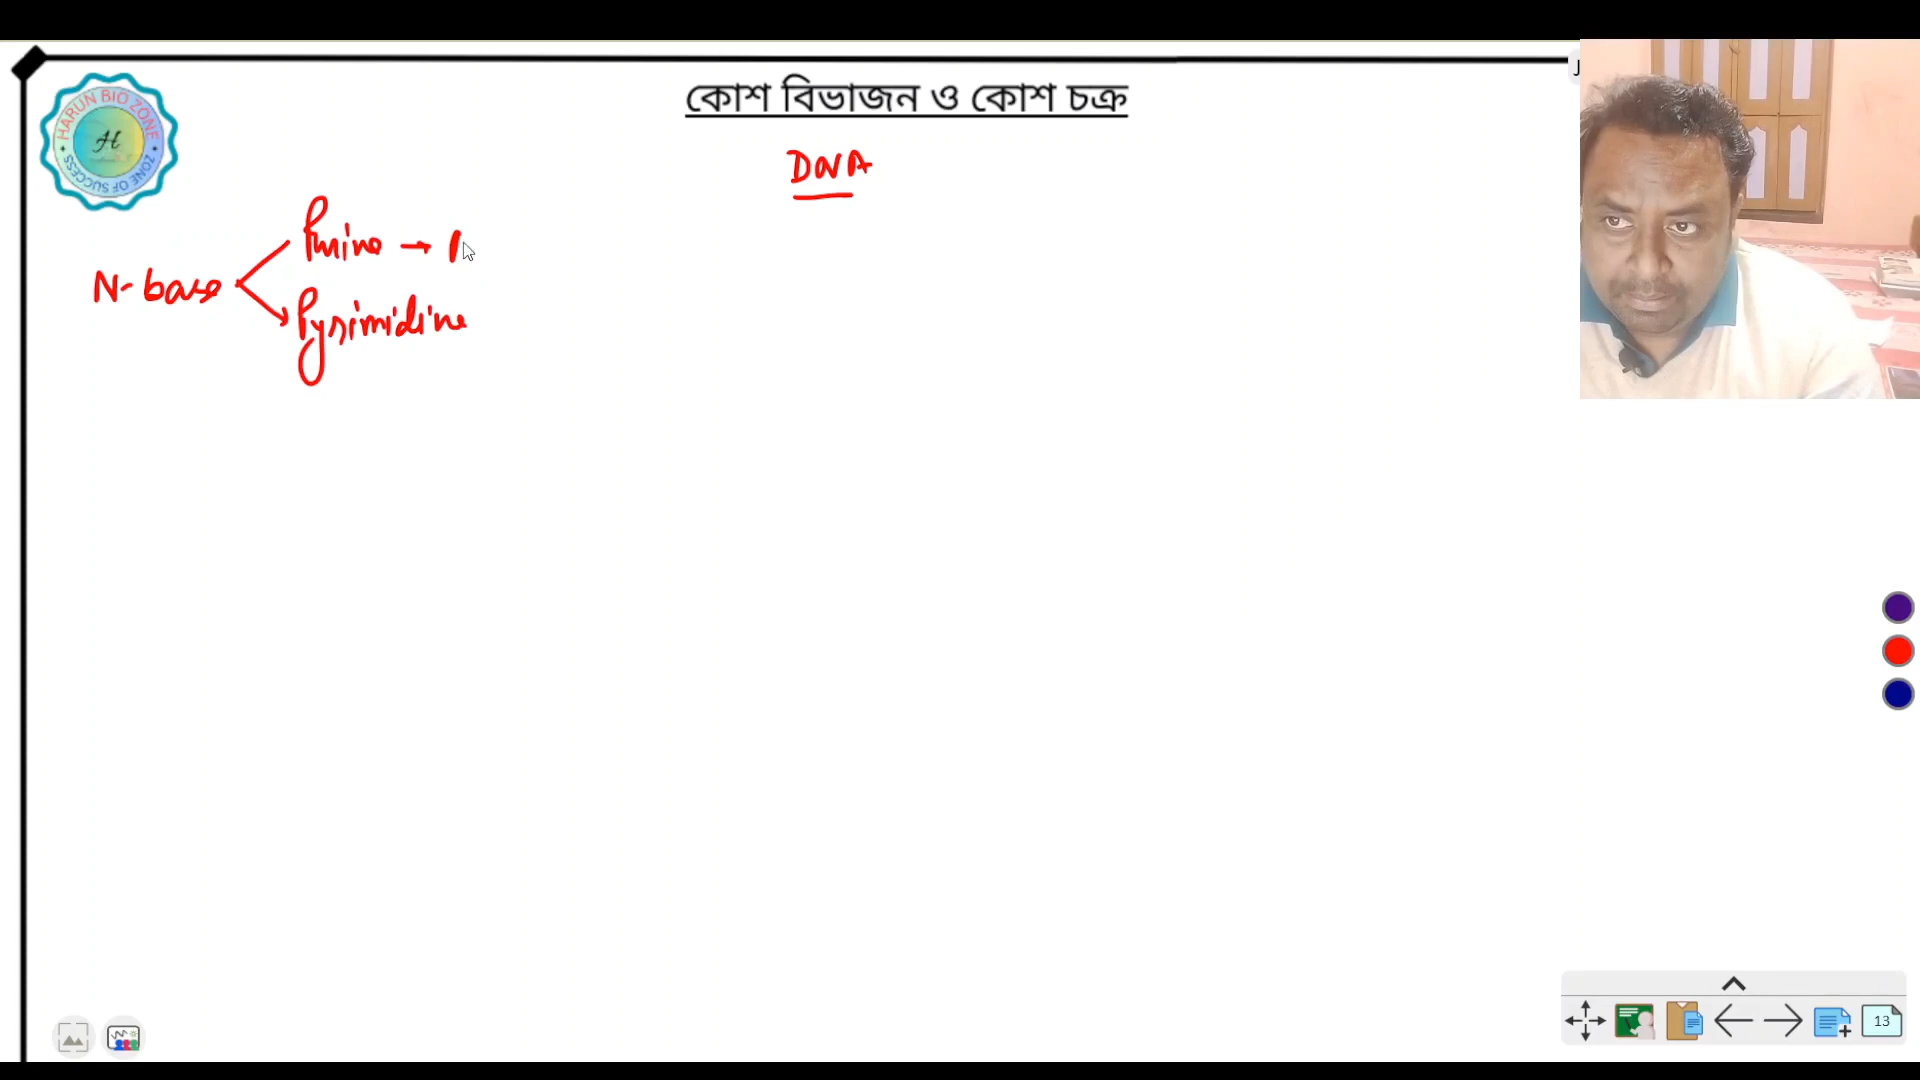 কোশ বিভাজন ও কোশ চক্র
HARUN BIO ZONE
H
ZONE OF SUCCESS
DNA
N-base
Purine →
Pyrimidine
J
13